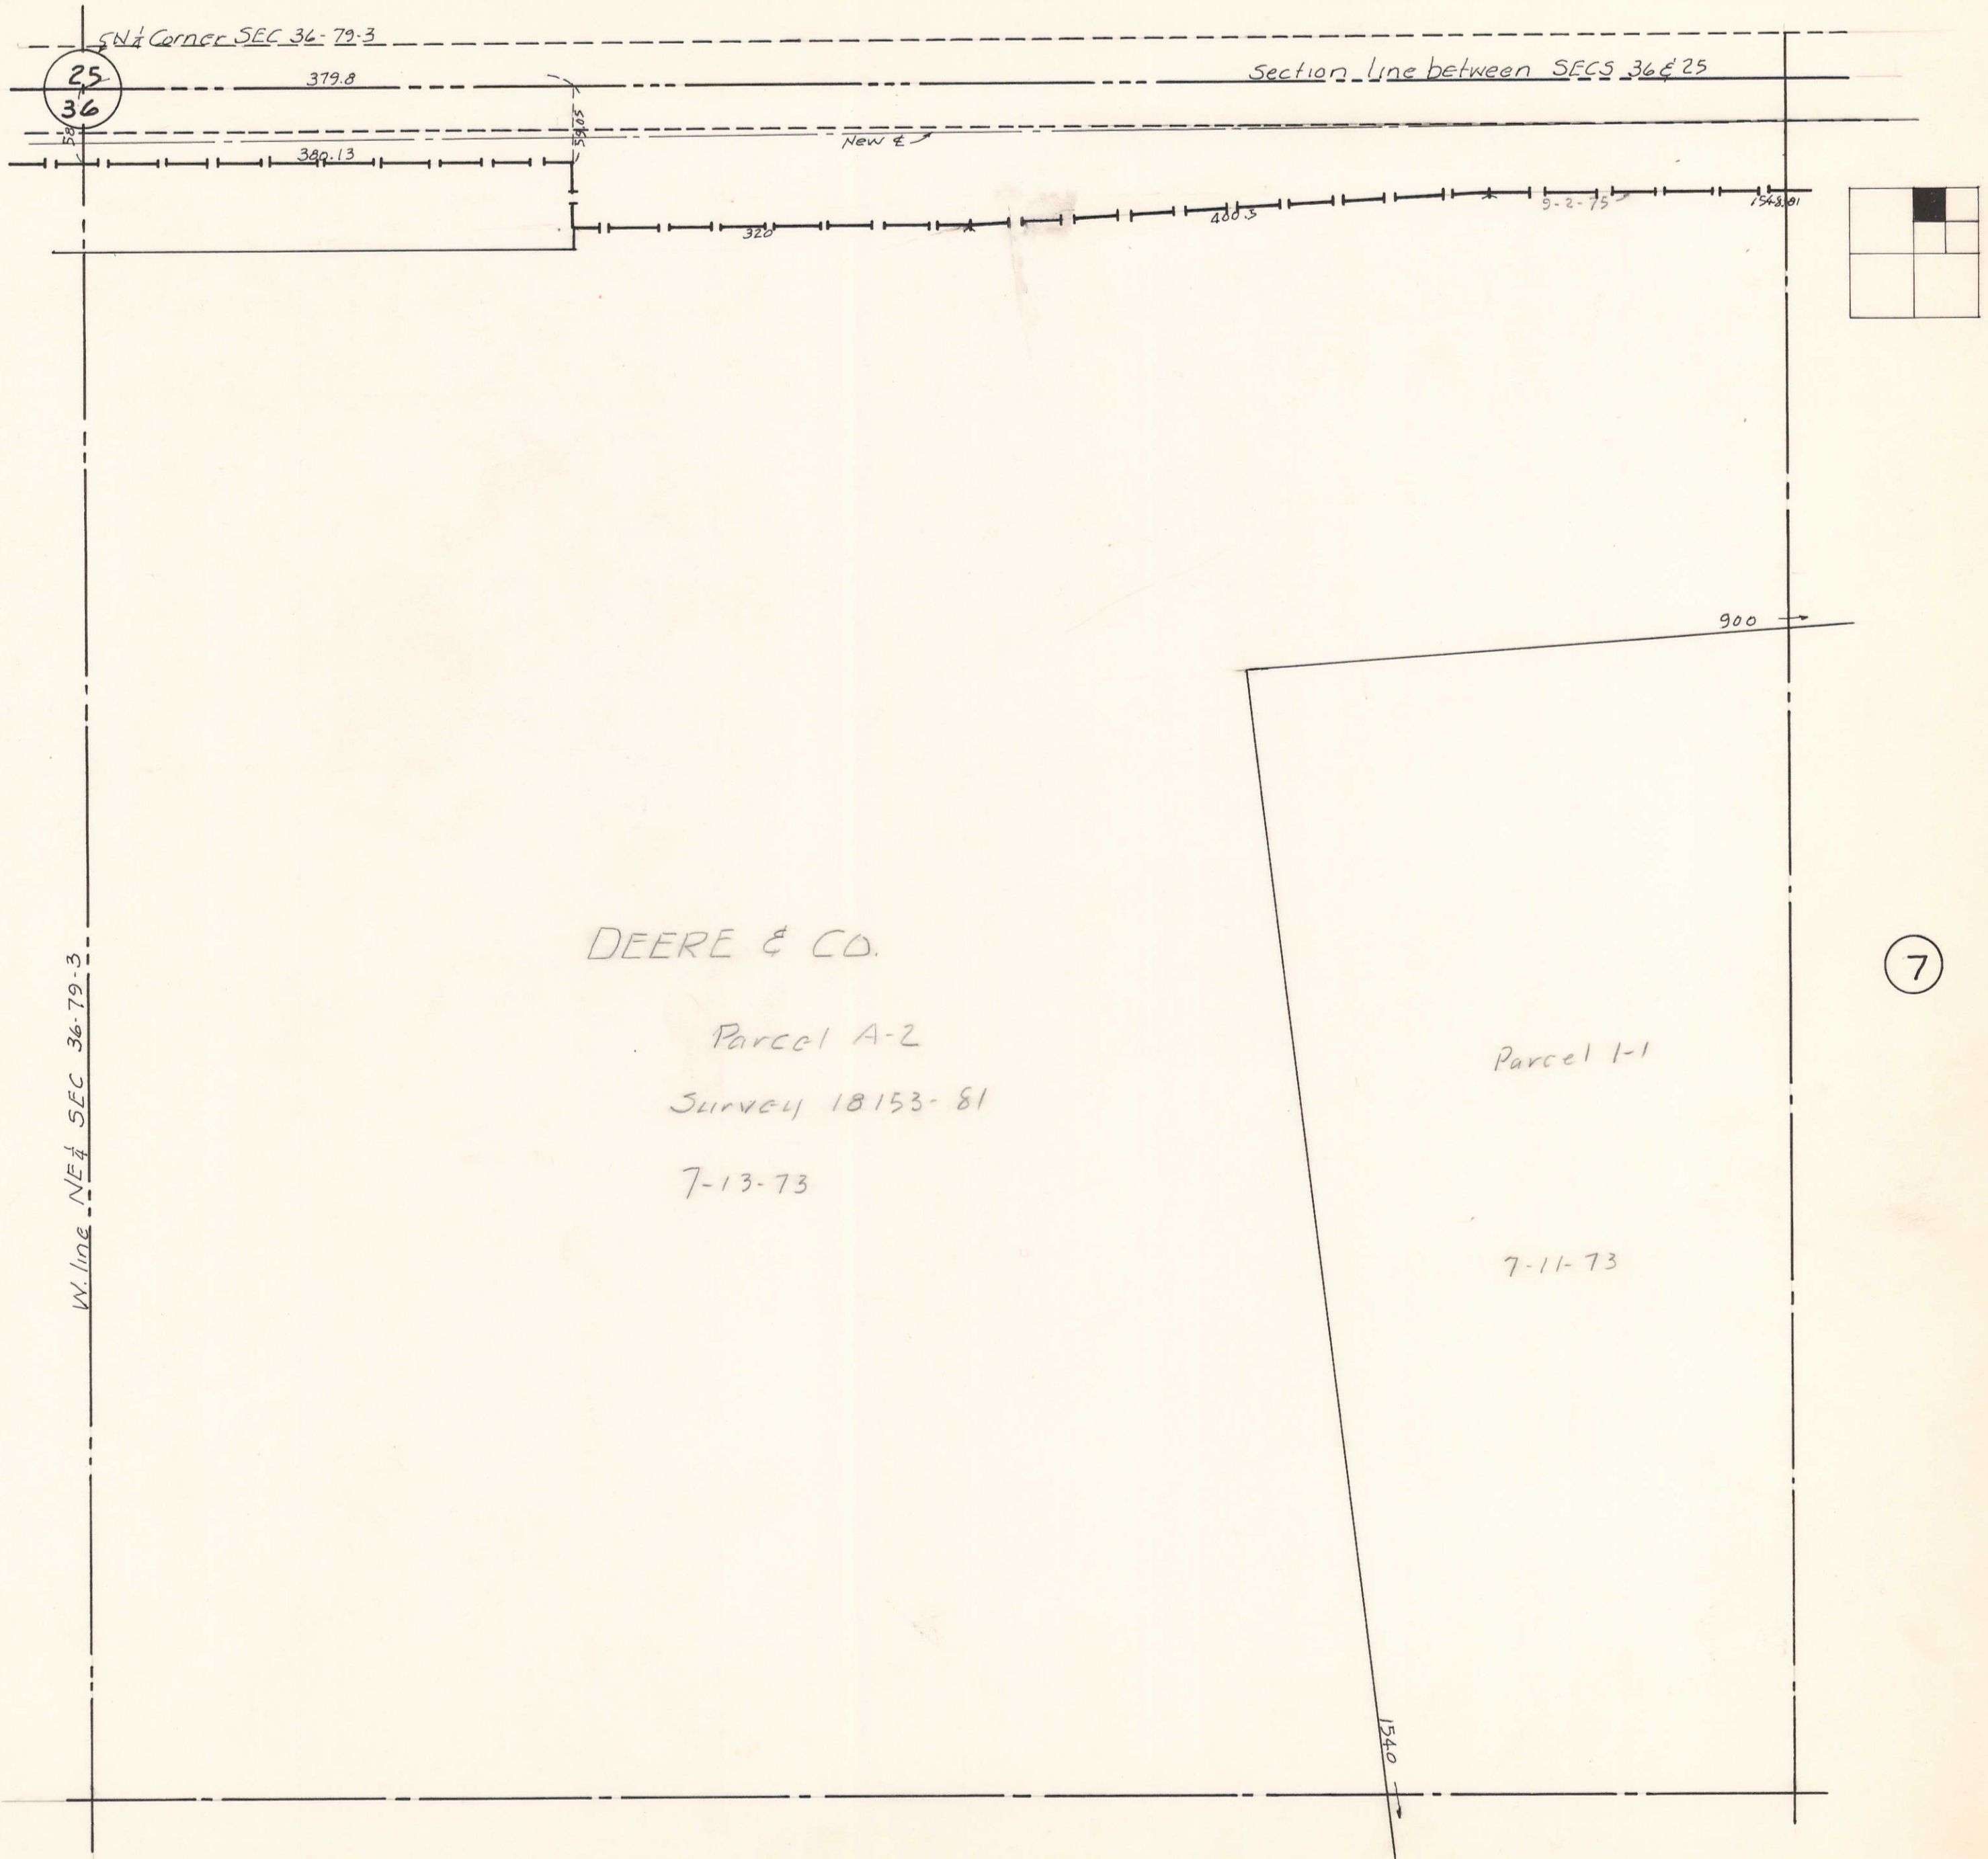 N¼ Corner SEC 36-79-3
Section line between SECS 36 & 25
25
36
379.8
58
59.05
New ℄
380.13
320
400.5
9-2-75
1548.81
900
DEERE & CO.
Parcel A-2
Survey 18153-81
7-13-73
Parcel 1-1
7-11-73
7
W. line NE ¼ SEC 36-79-3
1540